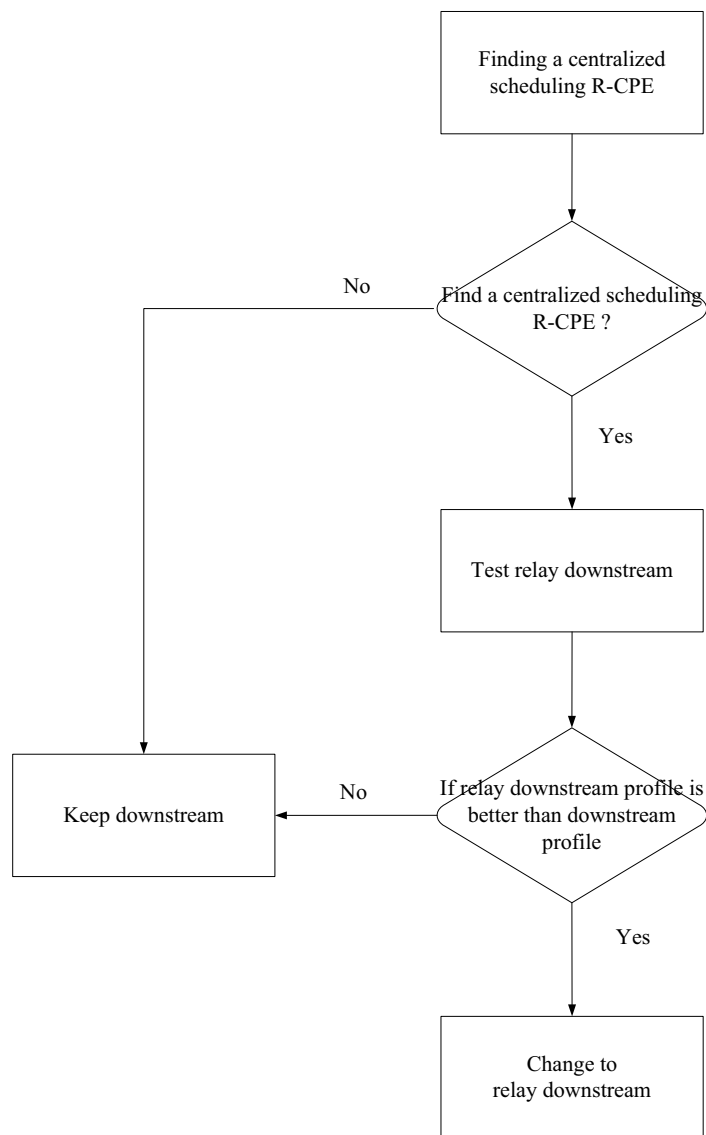 Finding a centralized
scheduling R-CPE
No
Find a centralized scheduling
R-CPE ?
Yes
Test relay downstream
Keep downstream
No
If relay downstream profile is
better than downstream
profile
Yes
Change to
relay downstream